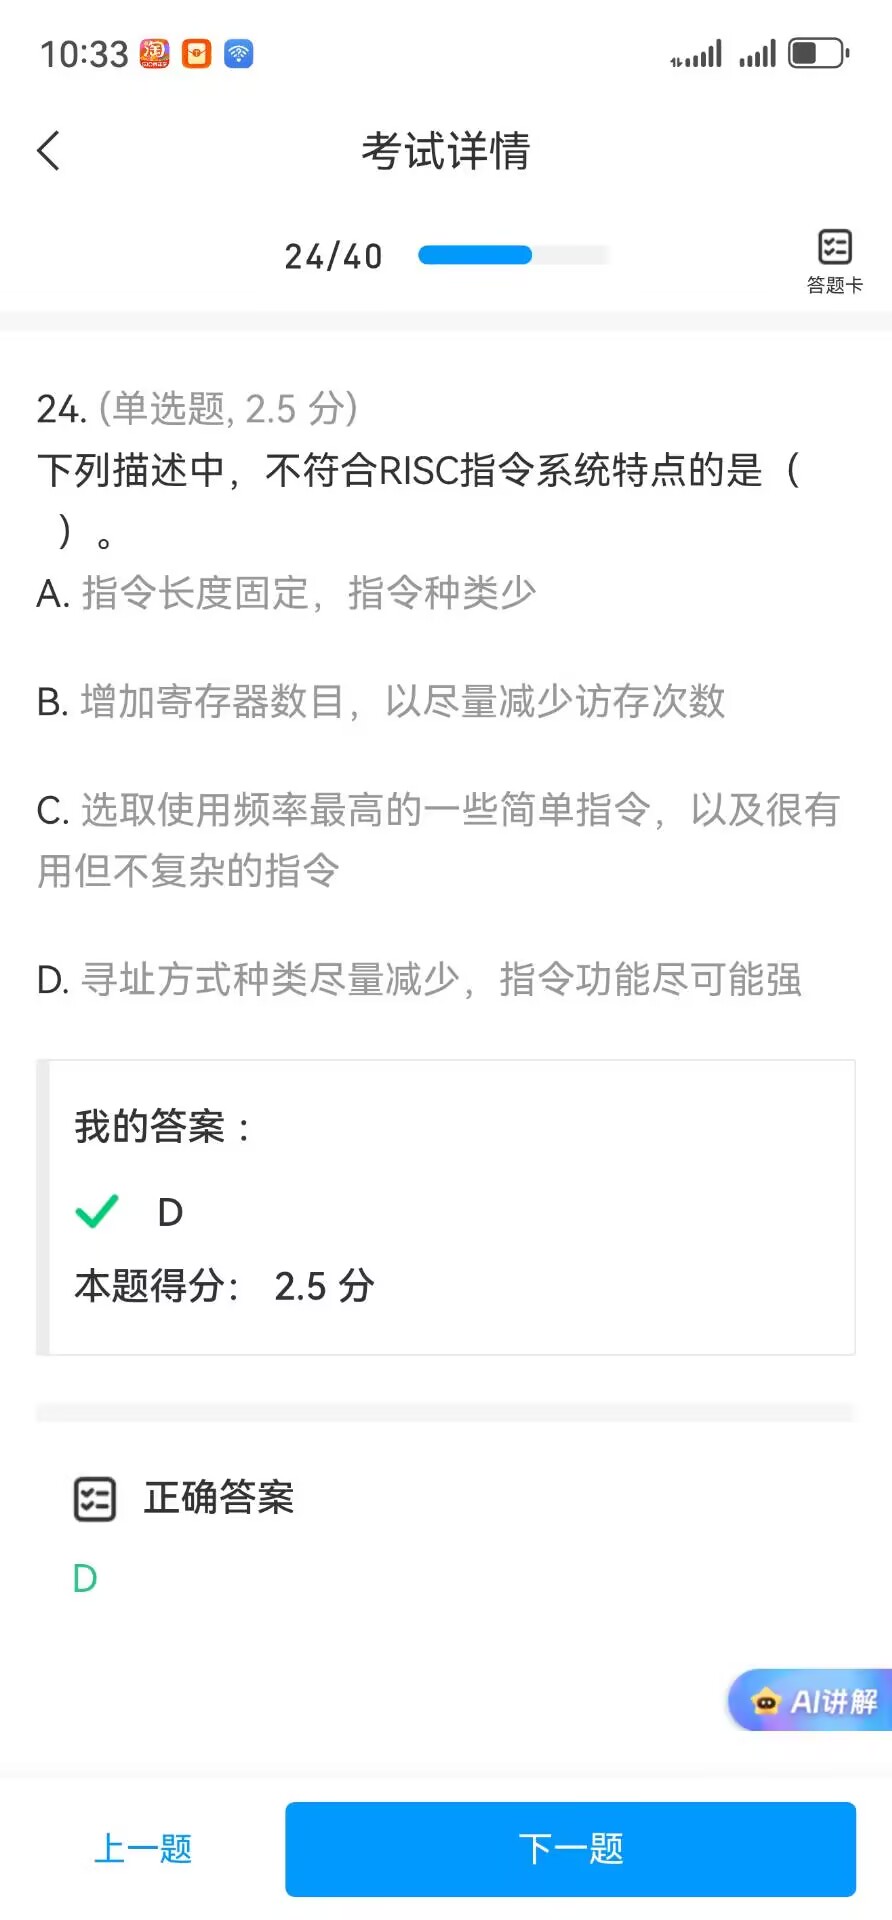 10:33
考试详情
24/40
答题卡
24. (单选题, 2.5 分)
下列描述中，不符合RISC指令系统特点的是（
）。
A. 指令长度固定，指令种类少
B. 增加寄存器数目，以尽量减少访存次数
C. 选取使用频率最高的一些简单指令，以及很有
用但不复杂的指令
D. 寻址方式种类尽量减少，指令功能尽可能强
我的答案：
D
本题得分： 2.5 分
正确答案
D
AI讲解
上一题
下一题